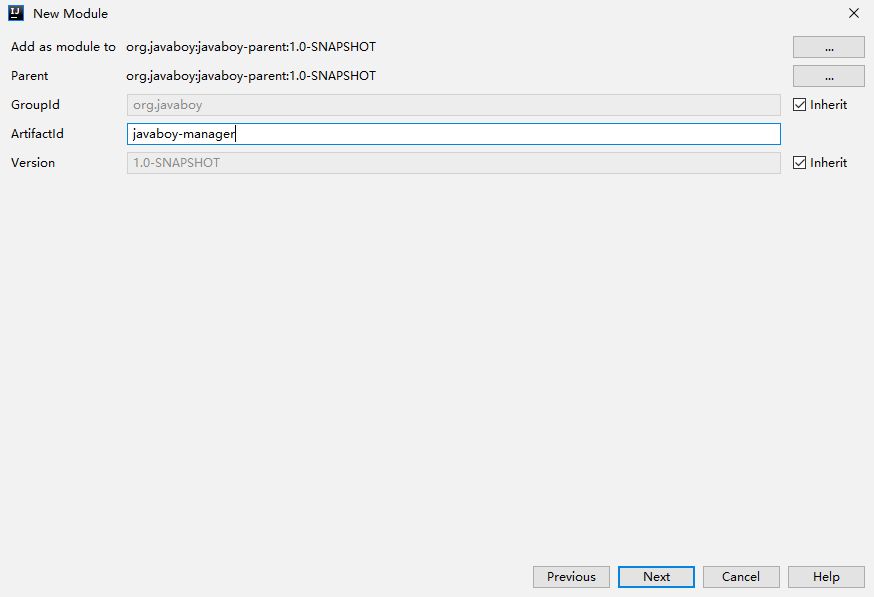 IJ New Module
Add as module to org.javaboy:javaboy-parent:1.0-SNAPSHOT ...
Parent org.javaboy:javaboy-parent:1.0-SNAPSHOT ...
GroupId org.javaboy Inherit
ArtifactId javaboy-manager
Version 1.0-SNAPSHOT Inherit
Previous Next Cancel Help